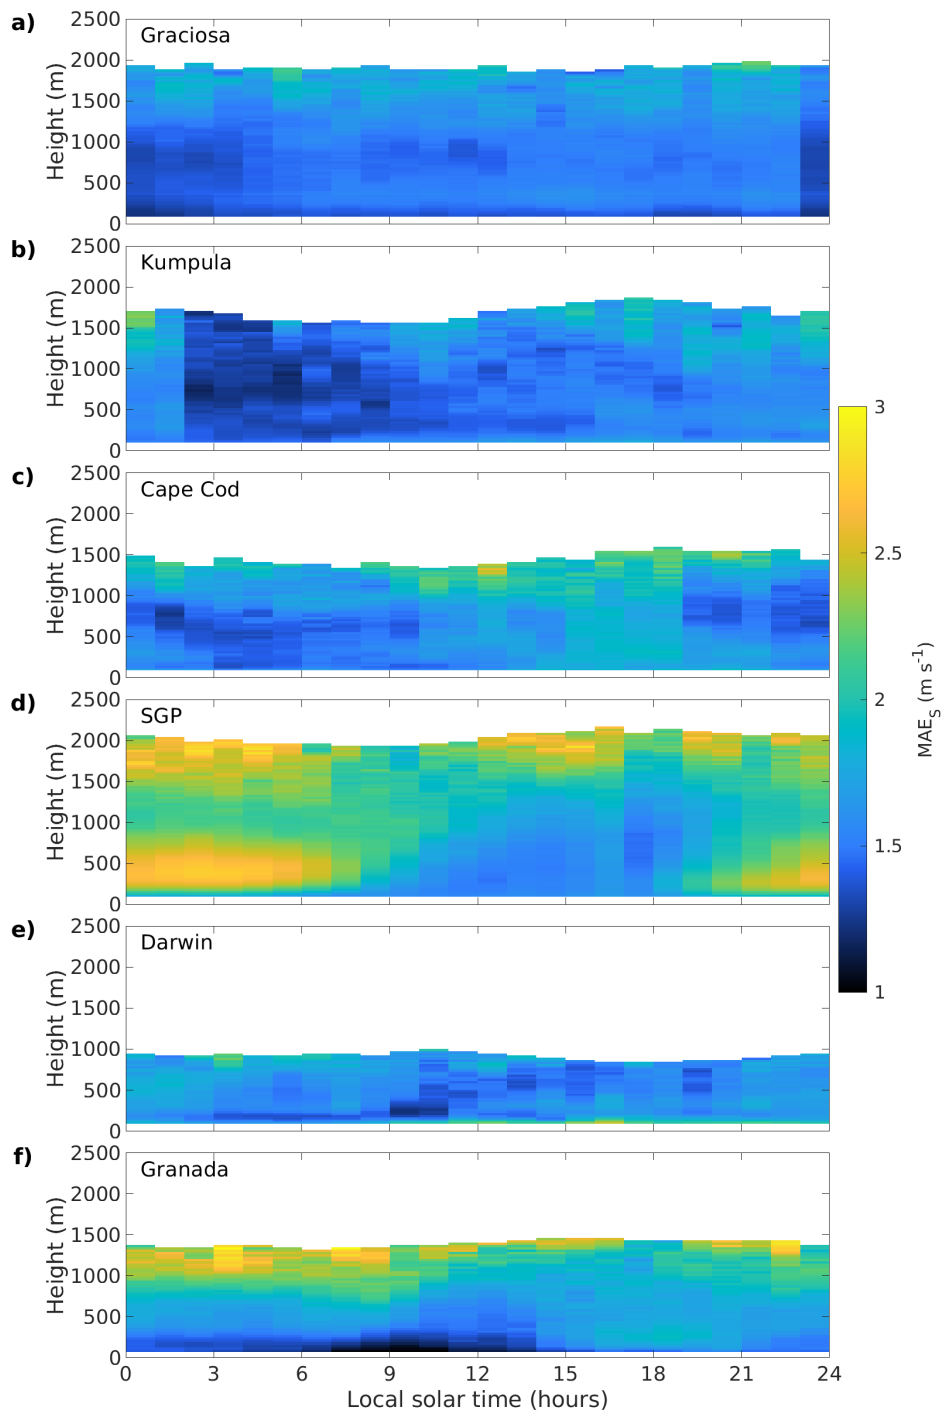 a)
Graciosa
2500
2000
1500
1000
500
0
Height (m)
b)
Kumpula
2500
2000
1500
1000
500
0
Height (m)
c)
Cape Cod
2500
2000
1500
1000
500
0
Height (m)
d)
SGP
2500
2000
1500
1000
500
0
Height (m)
e)
Darwin
2500
2000
1500
1000
500
0
Height (m)
f)
Granada
2500
2000
1500
1000
500
0
Height (m)
0 3 6 9 12 15 18 21 24
Local solar time (hours)
3
2.5
2
1.5
1
MAE_S (m s^-1)